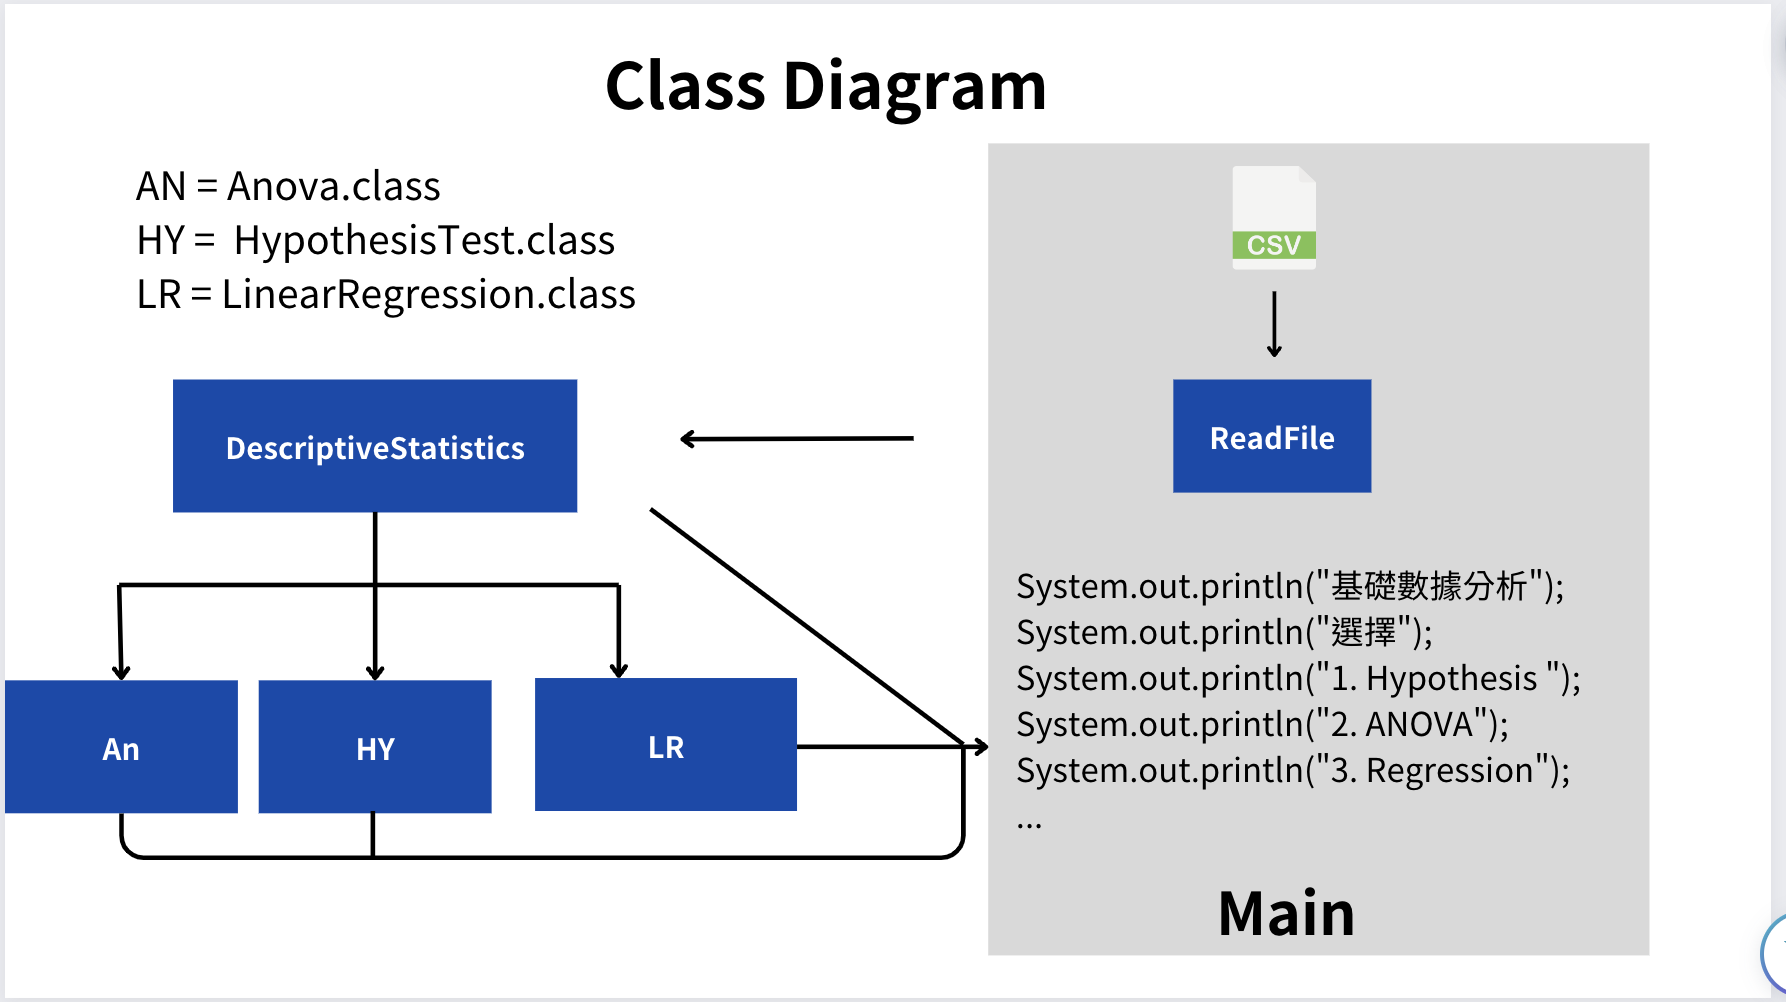 Class Diagram
AN = Anova.class
HY = HypothesisTest.class
LR = LinearRegression.class
CSV
DescriptiveStatistics
ReadFile
An
HY
LR
System.out.println("基礎數據分析");
System.out.println("選擇");
System.out.println("1. Hypothesis ");
System.out.println("2. ANOVA");
System.out.println("3. Regression");
...
Main